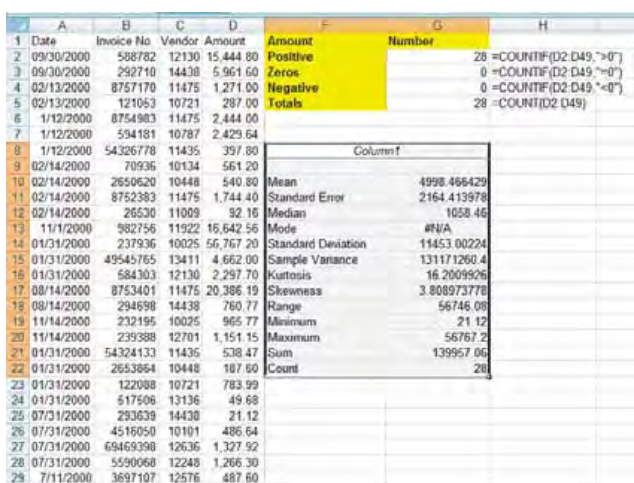 A B C D F G H
1 Date Invoice No Vendor Amount Amount Number
2 09/30/2000 588782 12130 15,444.80 Positive 28 =COUNTIF(D2:D49,">0")
3 09/30/2000 292710 14438 5,961.60 Zeros 0 =COUNTIF(D2:D49,"=0")
4 02/13/2000 8757170 11475 1,271.00 Negative 0 =COUNTIF(D2:D49,"<0")
5 02/13/2000 121053 10721 287.00 Totals 28 =COUNT(D2:D49)
6 1/12/2000 8754983 11475 2,444.00
7 1/12/2000 594181 10787 2,429.64
8 1/12/2000 54326778 11435 397.80 Column1
9 02/14/2000 70936 10134 561.20
10 02/14/2000 2650620 10448 540.80 Mean 4998.466429
11 02/14/2000 8752383 11475 1,744.40 Standard Error 2164.413978
12 02/14/2000 26530 11009 92.16 Median 1058.46
13 11/1/2000 982756 11922 16,642.56 Mode #N/A
14 01/31/2000 237936 10025 56,767.20 Standard Deviation 11453.00224
15 01/31/2000 49545765 13411 4,662.00 Sample Variance 131171260.4
16 01/31/2000 584303 12130 2,297.70 Kurtosis 16.2009926
17 08/14/2000 8753401 11475 20,386.19 Skewness 3.808973778
18 08/14/2000 294698 14438 760.77 Range 56746.08
19 11/14/2000 232195 10025 965.77 Minimum 21.12
20 11/14/2000 239388 12701 1,151.15 Maximum 56767.2
21 01/31/2000 54324133 11435 538.47 Sum 139957.06
22 01/31/2000 2653864 10448 187.60 Count 28
23 01/31/2000 122088 10721 783.99
24 01/31/2000 517506 13136 49.68
25 07/31/2000 293639 14438 21.12
26 07/31/2000 4516050 10101 486.64
27 07/31/2000 69469398 12636 1,327.92
28 07/31/2000 5590068 12248 1,266.30
29 7/11/2000 3697107 12576 487.60